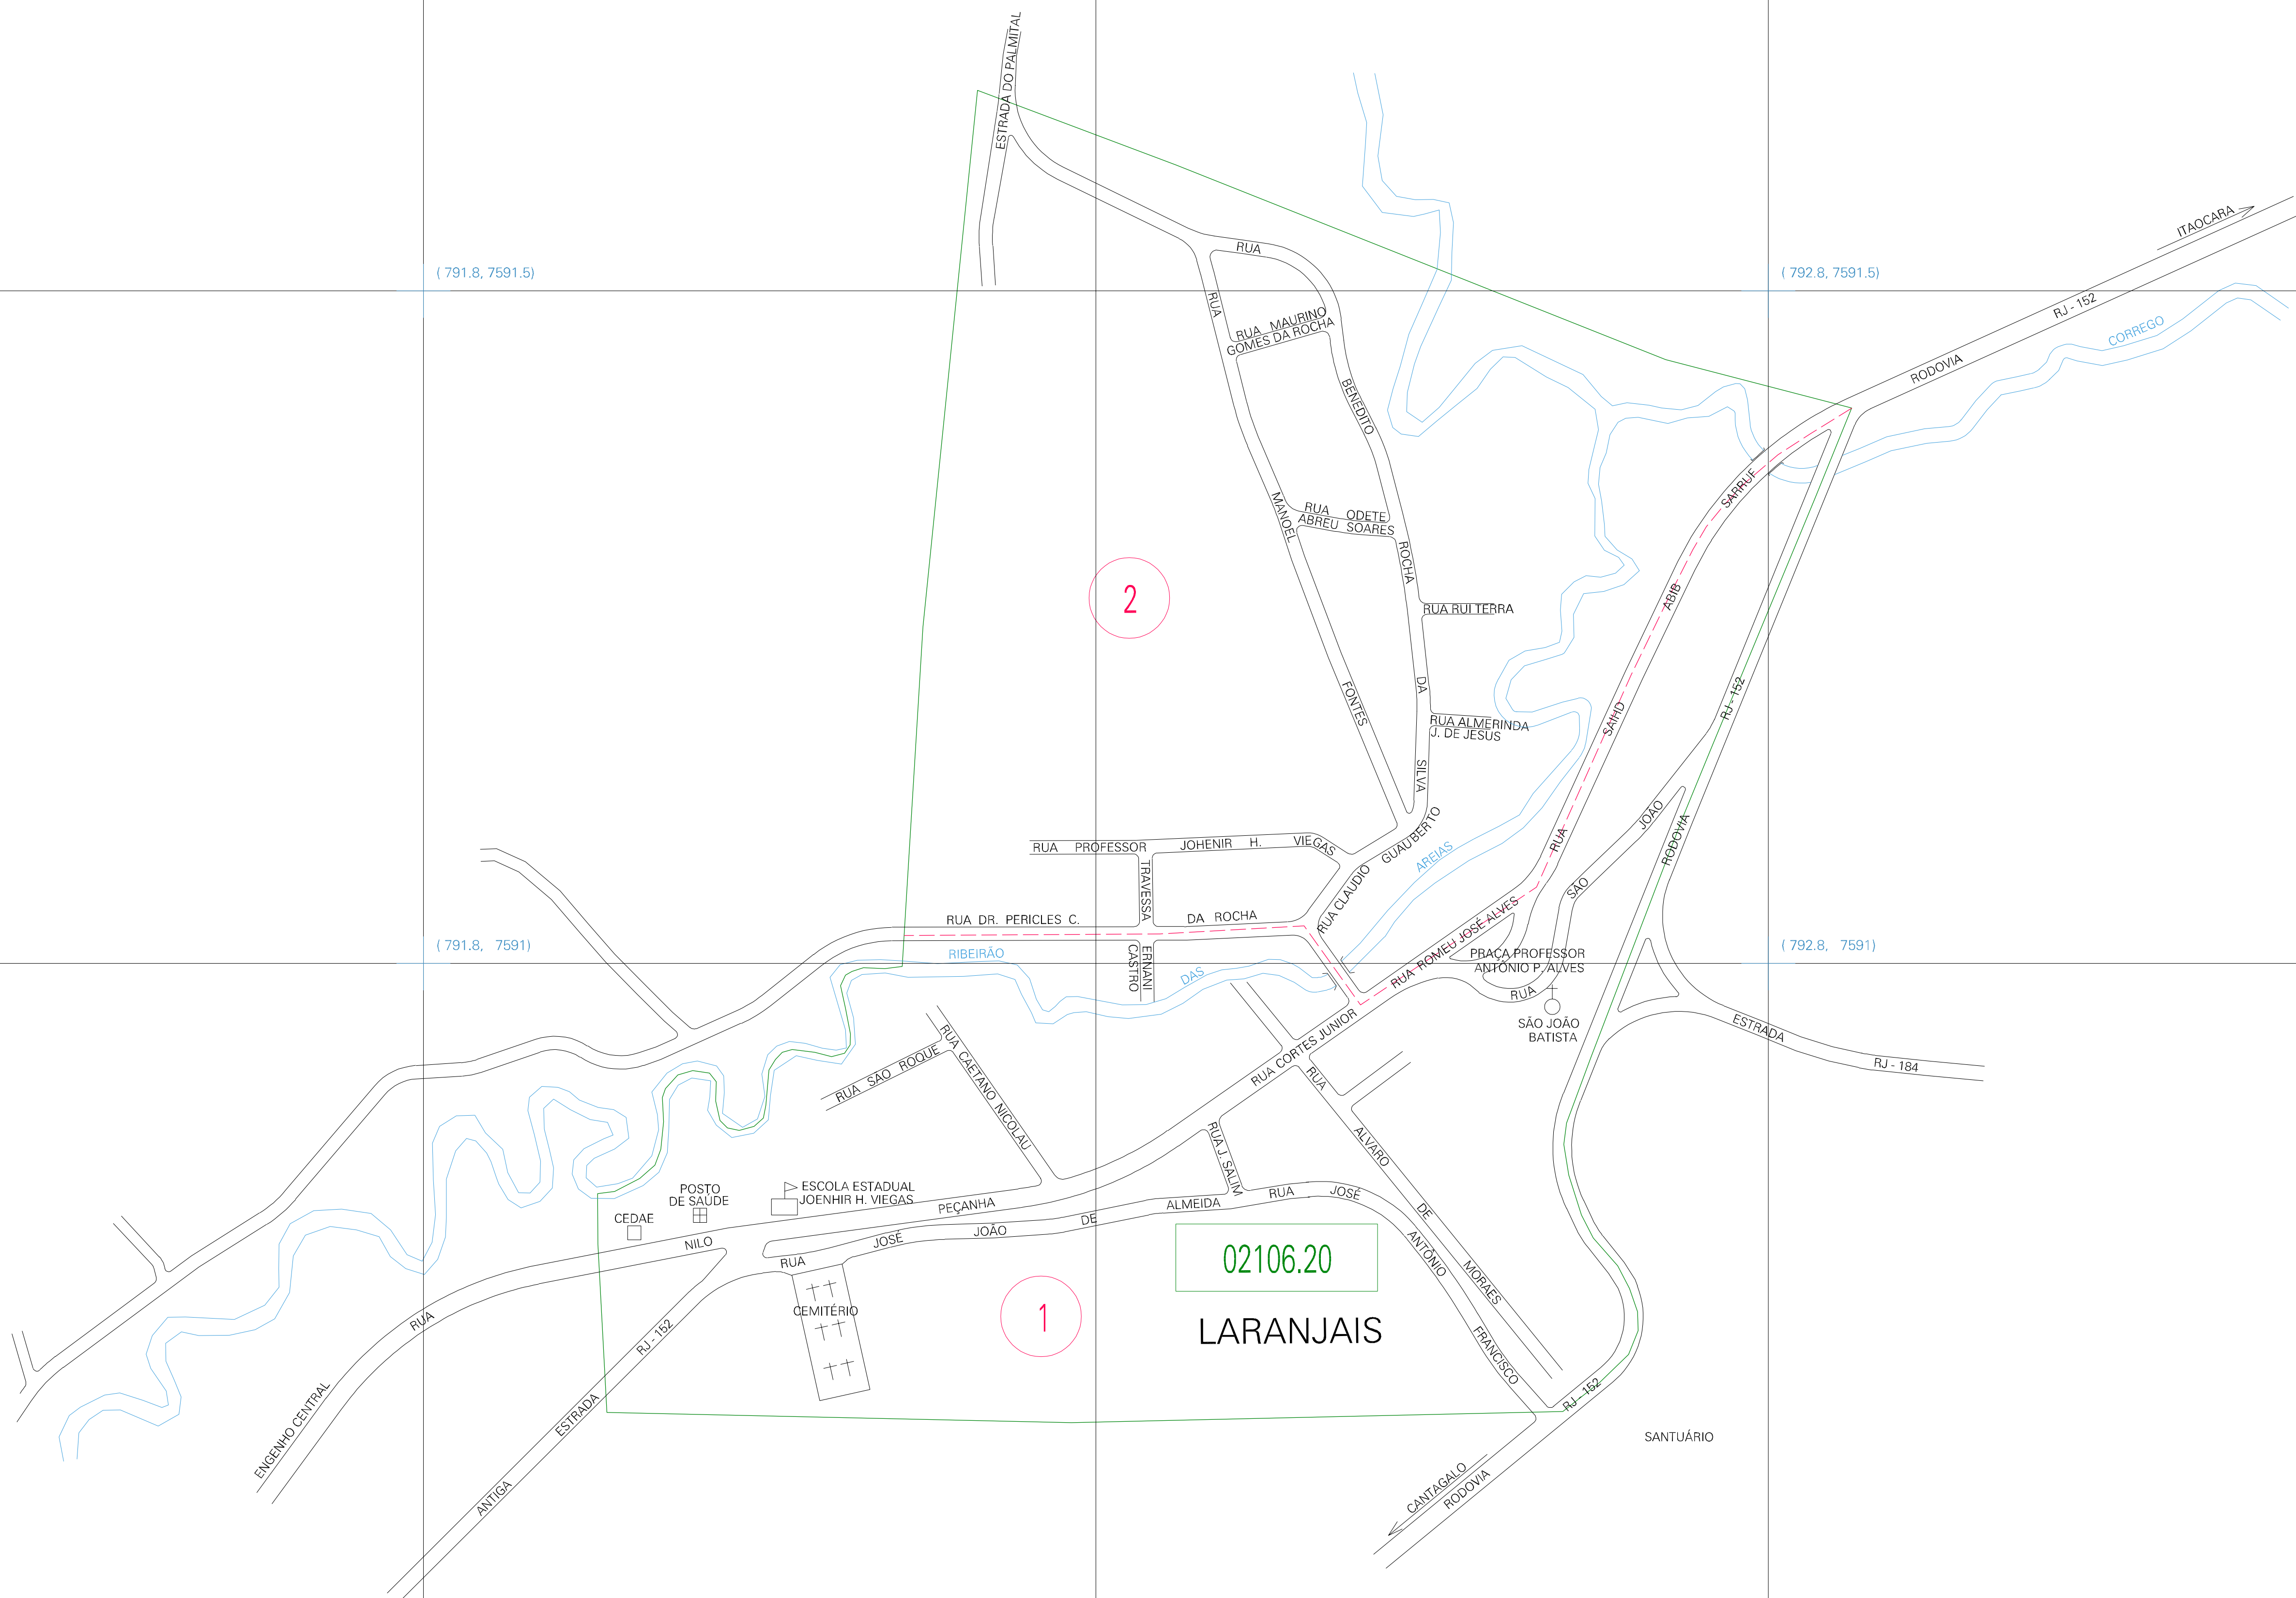 ESTRADA DO PALMITAL
ITAOCARA
( 791.8, 7591.5)
( 792.8, 7591.5)
RUA
RUA
RJ - 152
CORREGO
RUA MAURINO
GOMES DA ROCHA
RODOVIA
BENEDITO
SARRUF
MANOEL
RUA ODETE
ABREU SOARES
ROCHA
2
ABIB
RUA RUI TERRA
FONTES
DA
RJ - 152
SAIHD
RUA ALMERINDA
J. DE JESUS
SILVA
JOÃO
GUAUBERTO
RUA
RODOVIA
RUA PROFESSOR JOHENIR H. VIEGAS
AREIAS
TRAVESSA
RUA CLAUDIO
SÃO
RUA DR. PERICLES C. DA ROCHA
RUA ROMEU JOSÉ ALVES
( 791.8, 7591)
( 792.8, 7591)
RIBEIRÃO
ERNANI
CASTRO
DAS
PRAÇA PROFESSOR
ANTÔNIO P. ALVES
RUA
SÃO JOÃO
BATISTA
ESTRADA
RJ - 184
RUA CORTES JUNIOR
RUA SÃO ROQUE
RUA CAETANO NICOLAU
RUA
RUA J. SALIM
ALVARO
POSTO
DE SAÚDE
ESCOLA ESTADUAL
JOENHIR H. VIEGAS
CEDAE
PEÇANHA
ALMEIDA
RUA
JOSÉ
DE
NILO
RUA
JOSÉ
JOÃO
DE
ANTÔNIO
02106.20
MORAES
CEMITÉRIO
1
LARANJAIS
RUA
RJ - 152
FRANCISCO
ENGENHO CENTRAL
ESTRADA
RJ - 152
SANTUÁRIO
ANTIGA
CANTAGALO
RODOVIA